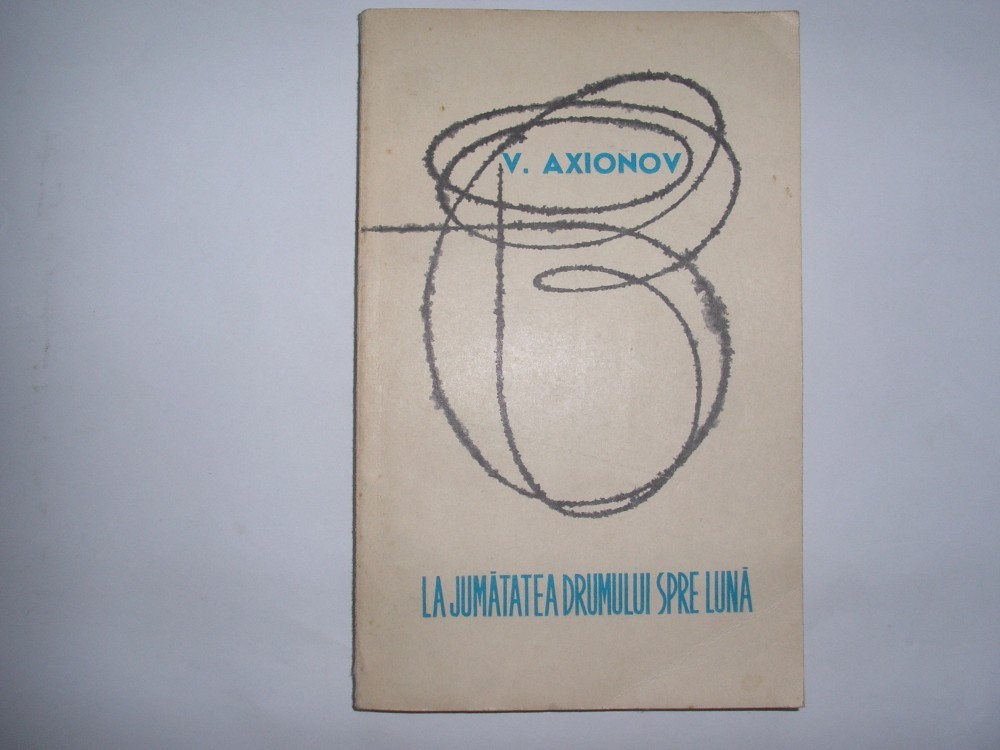 V. AXIONOV
LA JUMĂTATEA DRUMULUI SPRE LUNĂ